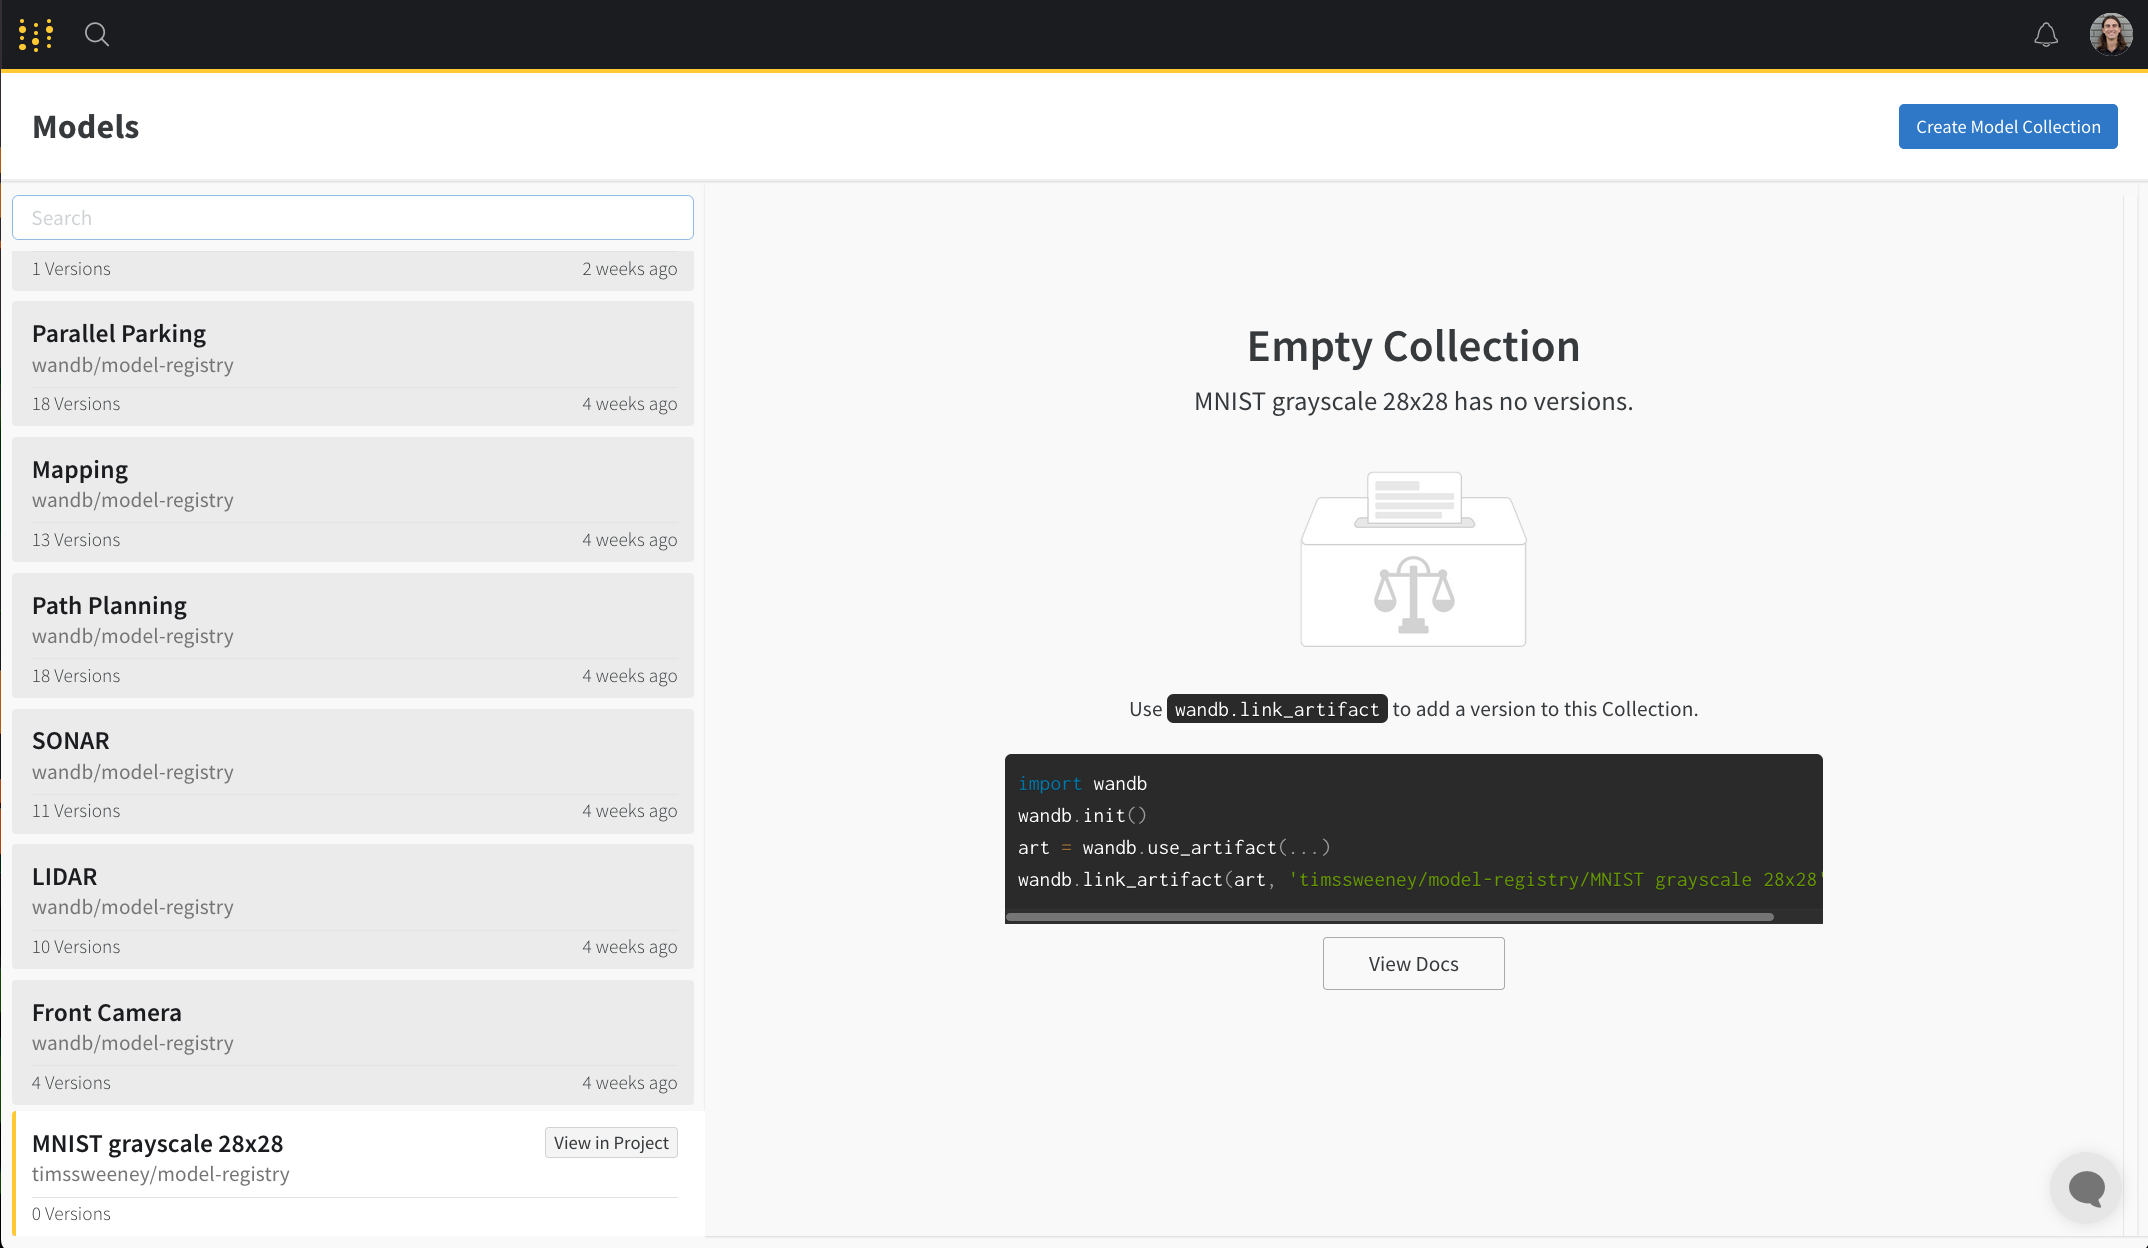 Models
Create Model Collection
Search
1 Versions 2 weeks ago
Parallel Parking
wandb/model-registry
18 Versions 4 weeks ago
Mapping
wandb/model-registry
13 Versions 4 weeks ago
Path Planning
wandb/model-registry
18 Versions 4 weeks ago
SONAR
wandb/model-registry
11 Versions 4 weeks ago
LIDAR
wandb/model-registry
10 Versions 4 weeks ago
Front Camera
wandb/model-registry
4 Versions 4 weeks ago
MNIST grayscale 28x28 View in Project
timssweeney/model-registry
0 Versions
Empty Collection
MNIST grayscale 28x28 has no versions.
Use wandb.link_artifact to add a version to this Collection.
import wandb
wandb.init()
art = wandb.use_artifact(...)
wandb.link_artifact(art, 'timssweeney/model-registry/MNIST grayscale 28x28'
View Docs